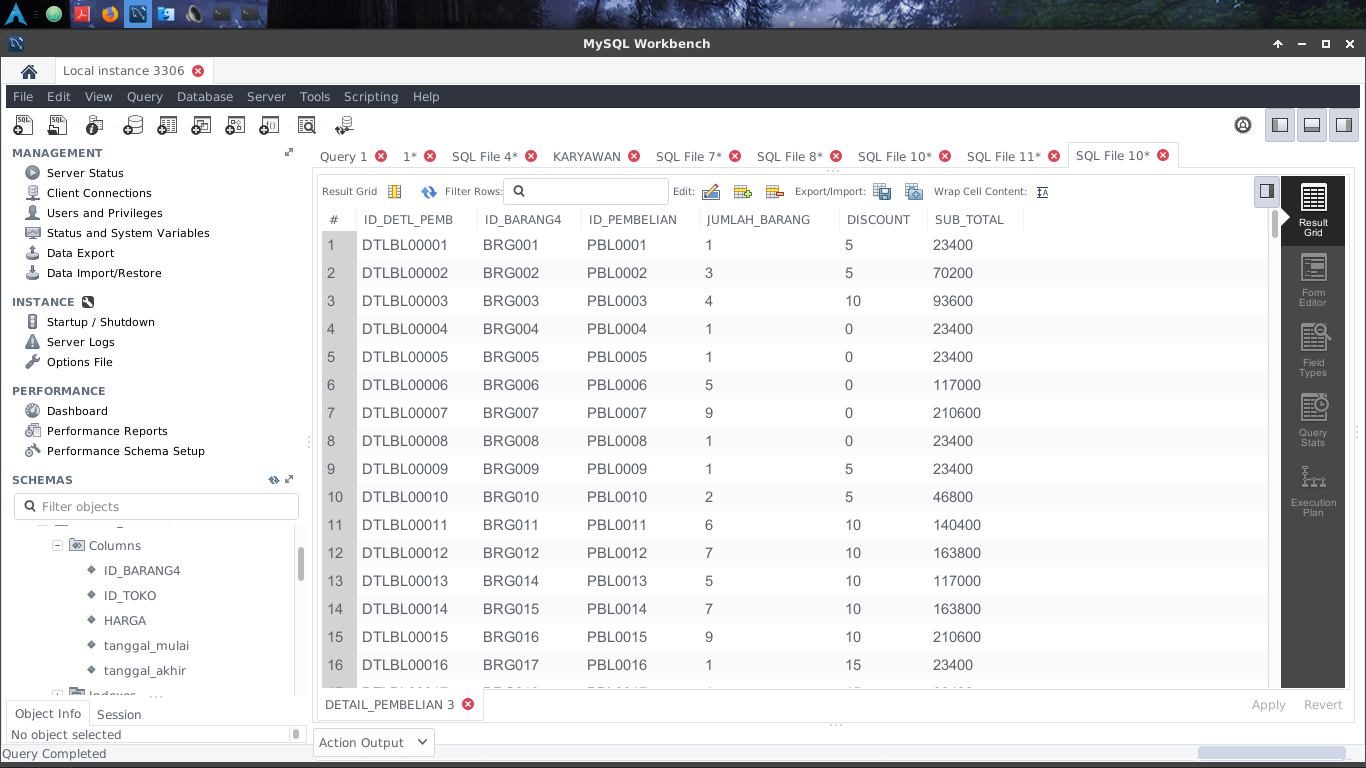 MySQL Workbench
Local instance 3306
File Edit View Query Database Server Tools Scripting Help
MANAGEMENT
Server Status
Client Connections
Users and Privileges
Status and System Variables
Data Export
Data Import/Restore
INSTANCE
Startup / Shutdown
Server Logs
Options File
PERFORMANCE
Dashboard
Performance Reports
Performance Schema Setup
SCHEMAS
Filter objects
Columns
ID_BARANG4
ID_TOKO
HARGA
tanggal_mulai
tanggal_akhir
Indexes
Object Info Session
No object selected
Query 1 1* SQL File 4* KARYAWAN SQL File 7* SQL File 8* SQL File 10* SQL File 11* SQL File 10*
Result Grid Filter Rows: Edit: Export/Import: Wrap Cell Content:
# ID_DETL_PEMB ID_BARANG4 ID_PEMBELIAN JUMLAH_BARANG DISCOUNT SUB_TOTAL
1 DTLBL00001 BRG001 PBL0001 1 5 23400
2 DTLBL00002 BRG002 PBL0002 3 5 70200
3 DTLBL00003 BRG003 PBL0003 4 10 93600
4 DTLBL00004 BRG004 PBL0004 1 0 23400
5 DTLBL00005 BRG005 PBL0005 1 0 23400
6 DTLBL00006 BRG006 PBL0006 5 0 117000
7 DTLBL00007 BRG007 PBL0007 9 0 210600
8 DTLBL00008 BRG008 PBL0008 1 0 23400
9 DTLBL00009 BRG009 PBL0009 1 5 23400
10 DTLBL00010 BRG010 PBL0010 2 5 46800
11 DTLBL00011 BRG011 PBL0011 6 10 140400
12 DTLBL00012 BRG012 PBL0012 7 10 163800
13 DTLBL00013 BRG014 PBL0013 5 10 117000
14 DTLBL00014 BRG015 PBL0014 7 10 163800
15 DTLBL00015 BRG016 PBL0015 9 10 210600
16 DTLBL00016 BRG017 PBL0016 1 15 23400
Result
Grid
Form
Editor
Field
Types
Query
Stats
Execution
Plan
DETAIL_PEMBELIAN 3
Apply Revert
Action Output
Query Completed